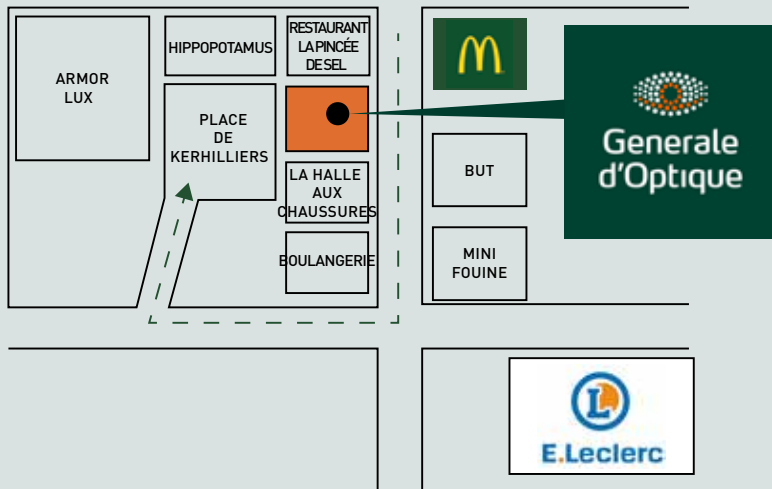 ARMOR
LUX
HIPPOPOTAMUS
RESTAURANT
LA PINCÉE
DE SEL
PLACE
DE
KERHILLIERS
LA HALLE
AUX
CHAUSSURES
BOULANGERIE
BUT
MINI
FOUINE
Generale
d'Optique
L
E.Leclerc